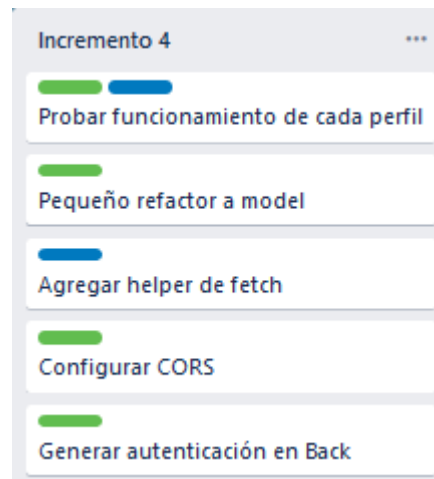 Incremento 4
Probar funcionamiento de cada perfil
Pequeño refactor a model
Agregar helper de fetch
Configurar CORS
Generar autenticación en Back